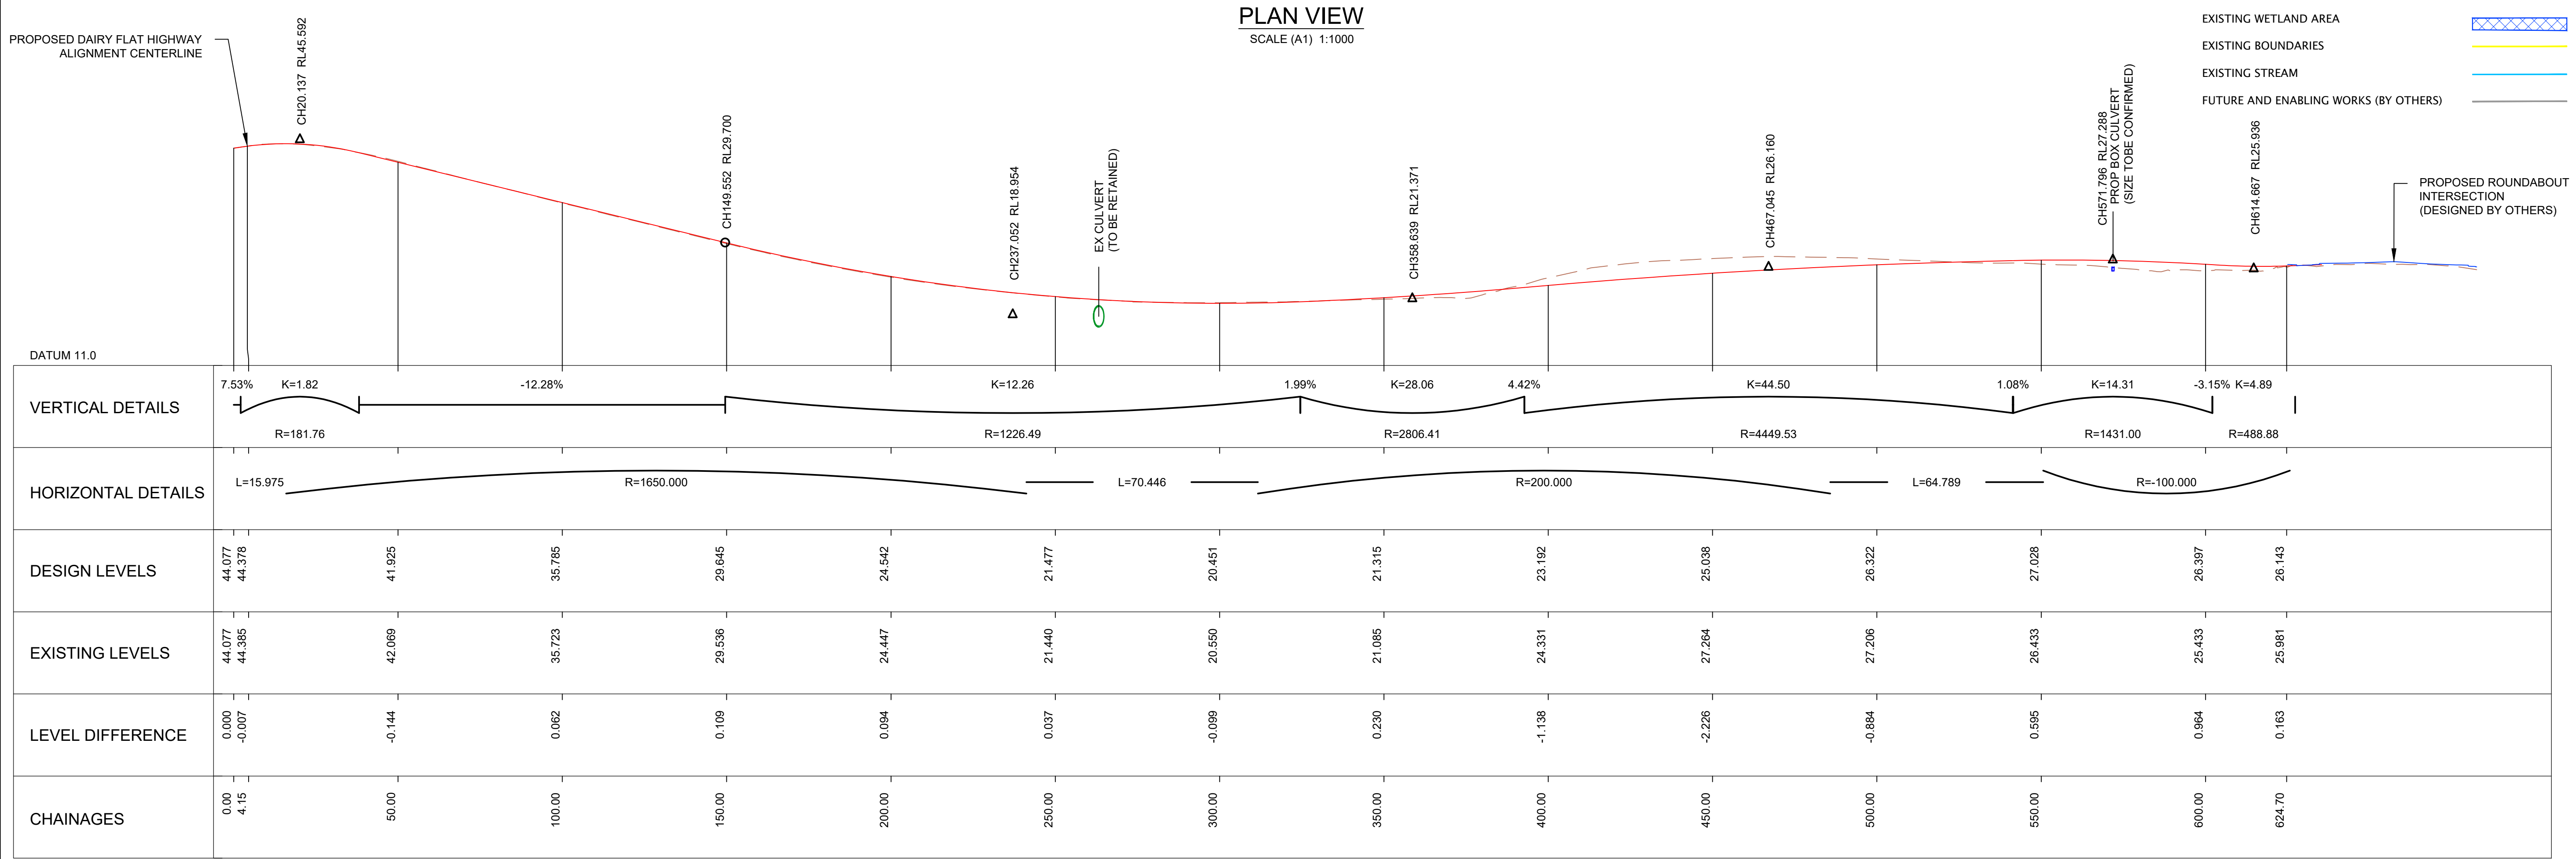 PLAN VIEW
SCALE (A1) 1:1000
EXISTING WETLAND AREA
EXISTING BOUNDARIES
EXISTING STREAM
FUTURE AND ENABLING WORKS (BY OTHERS)
PROPOSED DAIRY FLAT HIGHWAY
ALIGNMENT CENTERLINE
CH20.137 RL45.592
CH149.552 RL29.700
CH237.052 RL18.954
EX CULVERT
(TO BE RETAINED)
CH358.639 RL21.371
CH467.045 RL26.160
CH571.796 RL27.288
PROP BOX CULVERT
(SIZE TOBE CONFIRMED)
CH614.667 RL25.936
PROPOSED ROUNDABOUT
INTERSECTION
(DESIGNED BY OTHERS)
DATUM 11.0
VERTICAL DETAILS
7.53% K=1.82 -12.28% K=12.26 1.99% K=28.06 4.42% K=44.50 1.08% K=14.31 -3.15% K=4.89
R=181.76 R=1226.49 R=2806.41 R=4449.53 R=1431.00 R=488.88
HORIZONTAL DETAILS
L=15.975 R=1650.000 L=70.446 R=200.000 L=64.789 R=-100.000
DESIGN LEVELS
44.077 44.378 41.925 35.785 29.645 24.542 21.477 20.451 21.315 23.192 25.038 26.322 27.028 26.397 26.143
EXISTING LEVELS
44.077 44.385 42.069 35.723 29.536 24.447 21.440 20.550 21.085 24.331 27.264 27.206 26.433 25.433 25.981
LEVEL DIFFERENCE
0.000 -0.007 -0.144 0.062 0.109 0.094 0.037 -0.099 0.230 -1.138 -2.226 -0.884 0.595 0.964 0.163
CHAINAGES
0.00 4.15 50.00 100.00 150.00 200.00 250.00 300.00 350.00 400.00 450.00 500.00 550.00 600.00 624.70